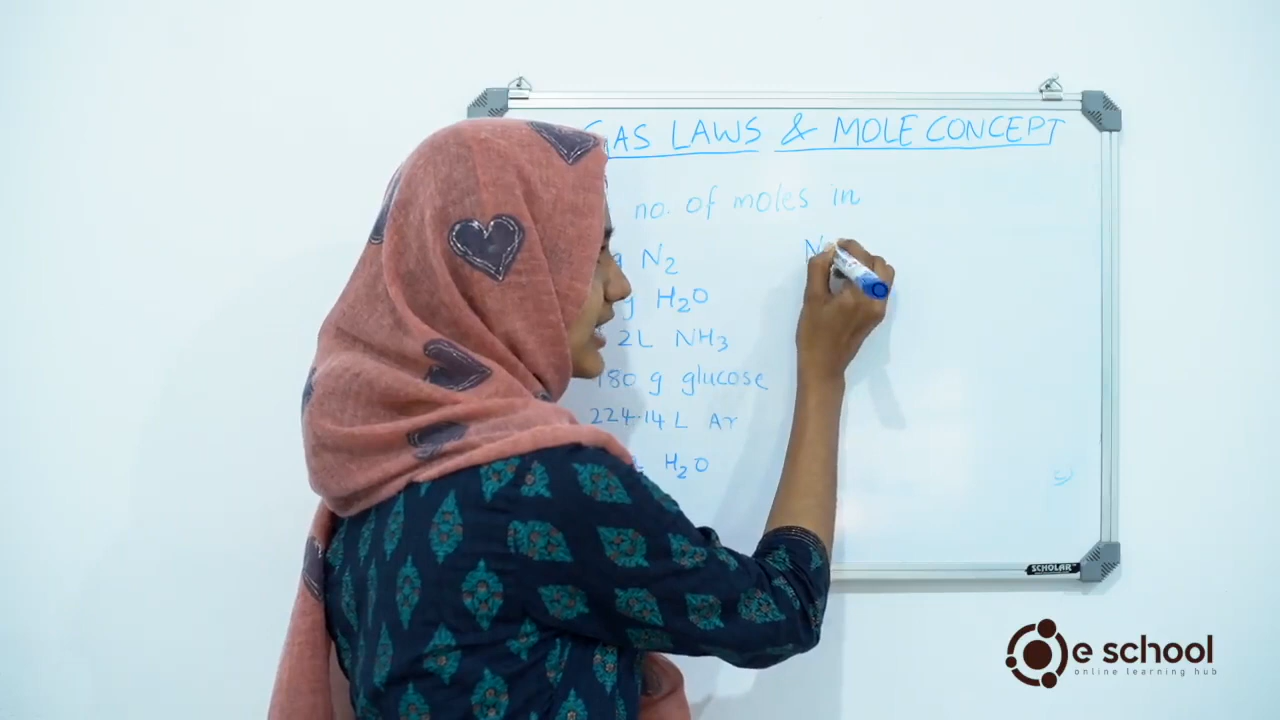 GAS LAWS & MOLE CONCEPT
no. of moles in
g N2
g H2O
2L NH3
180 g glucose
224.14 L Ar
H2O
N
SCHOLAR
e school
online learning hub